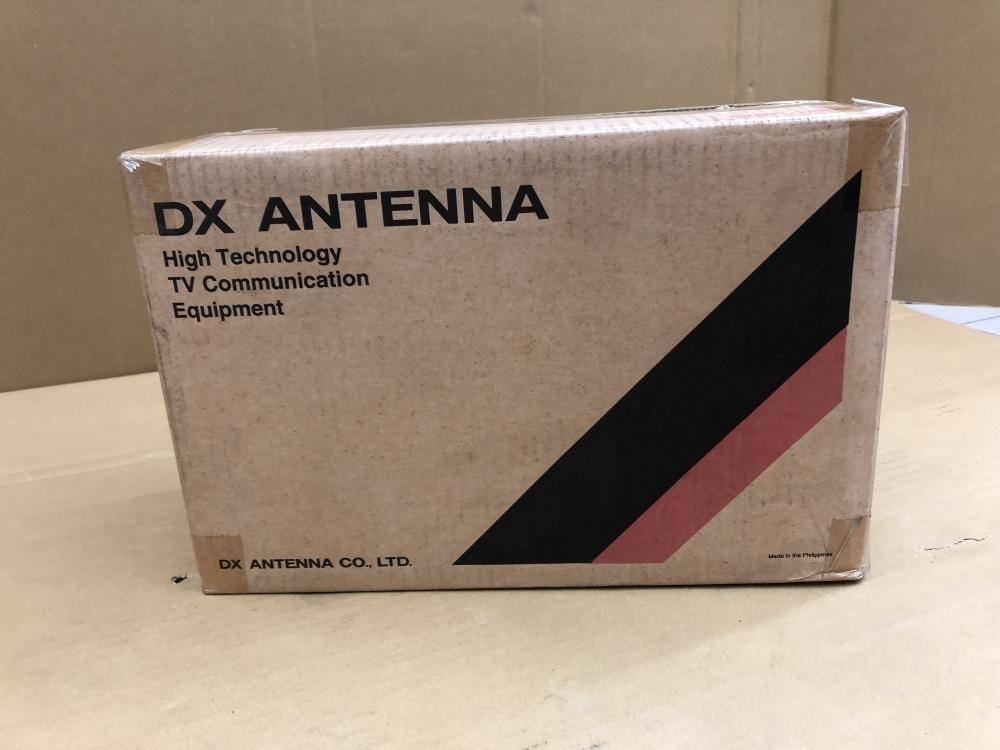 DX ANTENNA
High Technology
TV Communication
Equipment
DX ANTENNA CO., LTD.
Made in the Philippines